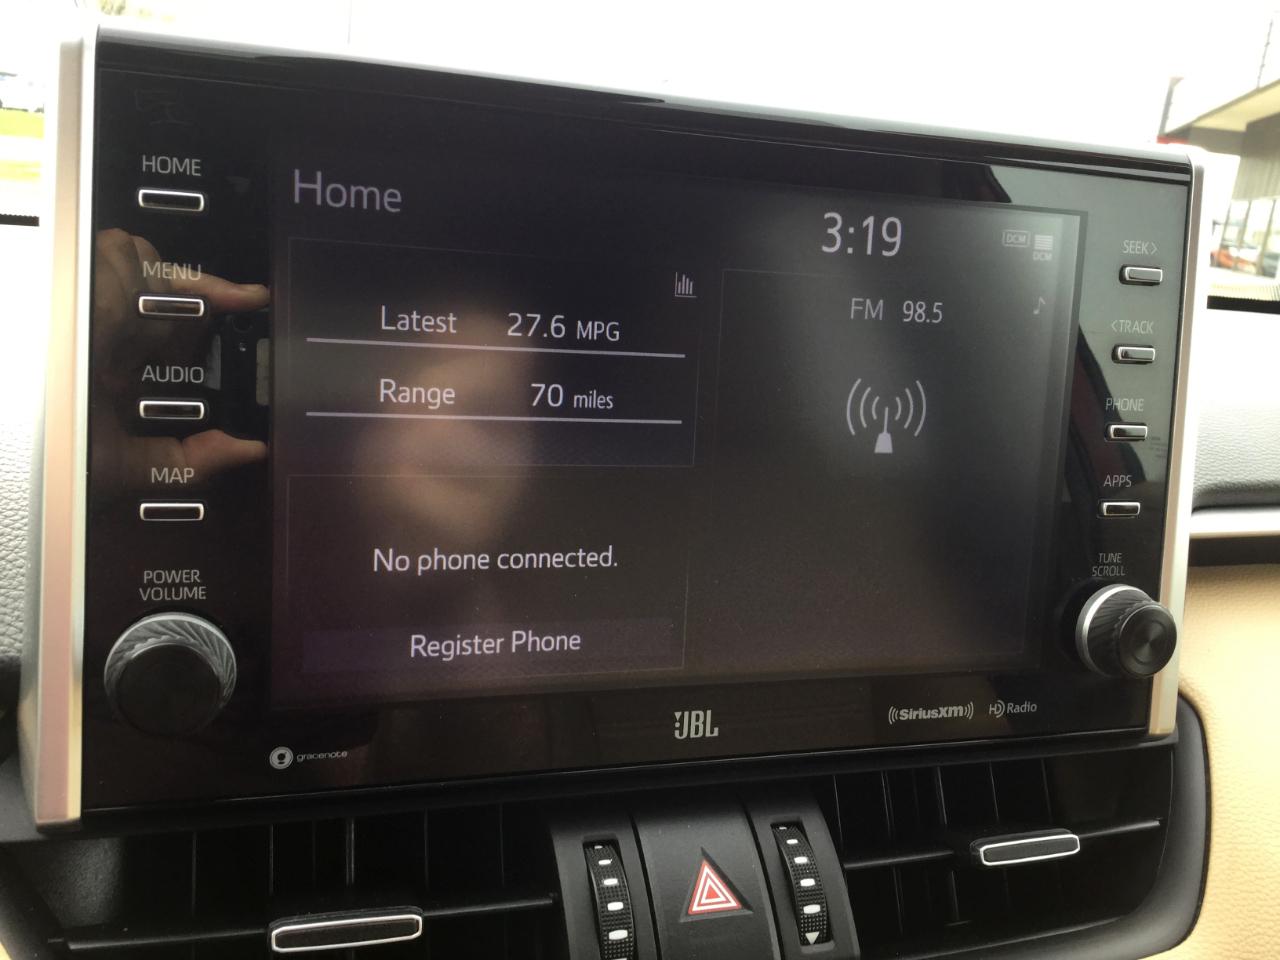 HOME
MENU
AUDIO
MAP
POWER
VOLUME
Home
3:19
DCM
DCM
Latest 27.6 MPG
Range 70 miles
FM 98.5
No phone connected.
Register Phone
SEEK>
<TRACK
PHONE
APPS
TUNE
SCROLL
gracenote
JBL
SiriusXM
HD Radio